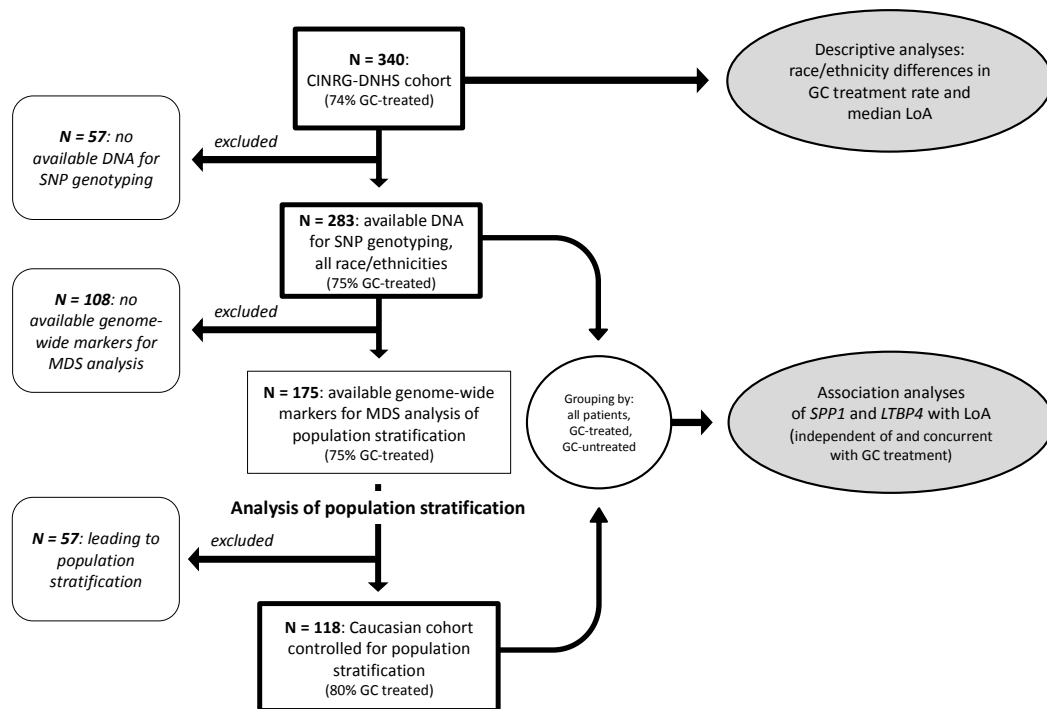 N = 340:
CINRG-DNHS cohort
(74% GC-treated)
Descriptive analyses:
race/ethnicity differences in
GC treatment rate and
median LoA
N = 57: no
available DNA for
SNP genotyping
excluded
N = 283: available DNA
for SNP genotyping,
all race/ethnicities
(75% GC-treated)
N = 108: no
available genome-
wide markers for
MDS analysis
excluded
N = 175: available genome-wide
markers for MDS analysis of
population stratification
(75% GC-treated)
Grouping by:
all patients,
GC-treated,
GC-untreated
Association analyses
of SPP1 and LTBP4 with LoA
(independent of and concurrent
with GC treatment)
Analysis of population stratification
N = 57: leading to
population
stratification
excluded
N = 118: Caucasian cohort
controlled for population
stratification
(80% GC treated)